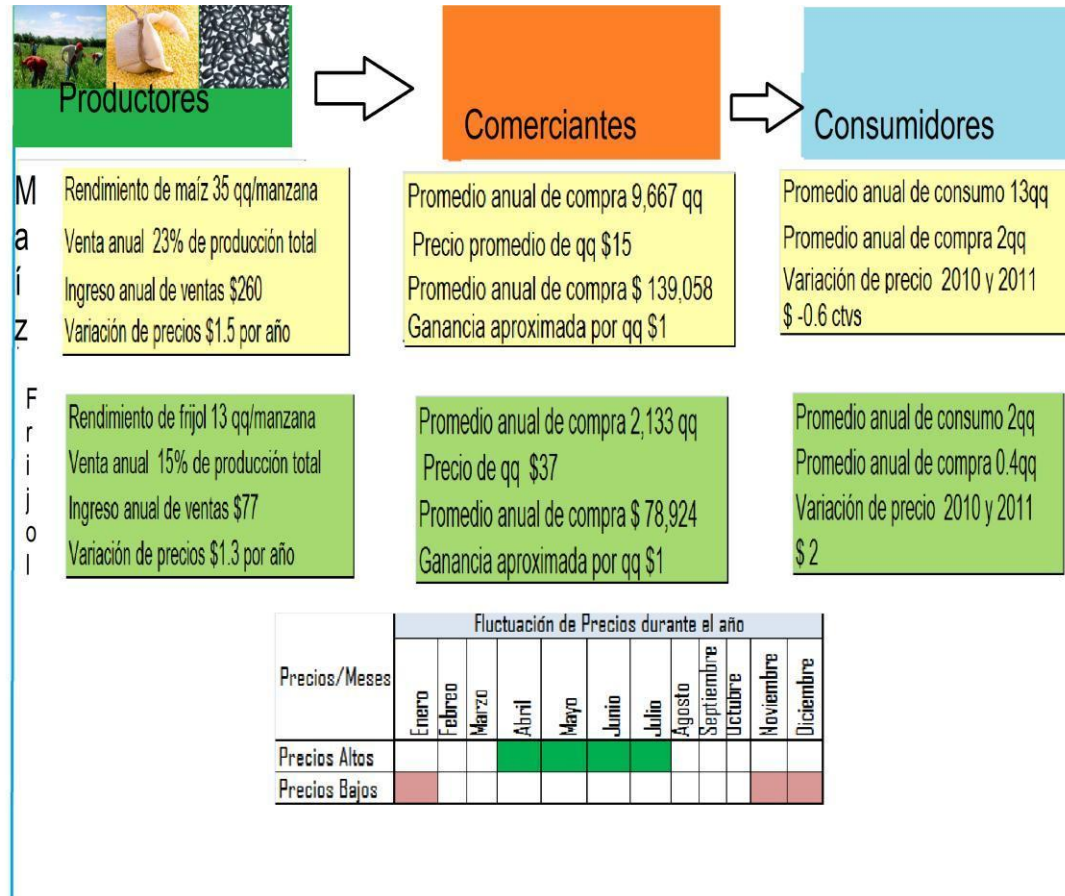 Productores
Comerciantes
Consumidores
Maíz
Rendimiento de maíz 35 qq/manzana
Venta anual 23% de producción total
Ingreso anual de ventas $260
Variación de precios $1.5 por año
Promedio anual de compra 9,667 qq
Precio promedio de qq $15
Promedio anual de compra $ 139,058
Ganancia aproximada por qq $1
Promedio anual de consumo 13qq
Promedio anual de compra 2qq
Variación de precio 2010 y 2011
$ -0.6 ctvs
Frijol
Rendimiento de frijol 13 qq/manzana
Venta anual 15% de producción total
Ingreso anual de ventas $77
Variación de precios $1.3 por año
Promedio anual de compra 2,133 qq
Precio de qq $37
Promedio anual de compra $ 78,924
Ganancia aproximada por qq $1
Promedio anual de consumo 2qq
Promedio anual de compra 0.4qq
Variación de precio 2010 y 2011
$ 2
Fluctuación de Precios durante el año
Precios/Meses
Enero
Febreo
Marzo
Abril
Mayo
Junio
Julio
Agosto
Septiembre
Octubre
Noviembre
Diciembre
Precios Altos
Precios Bajos